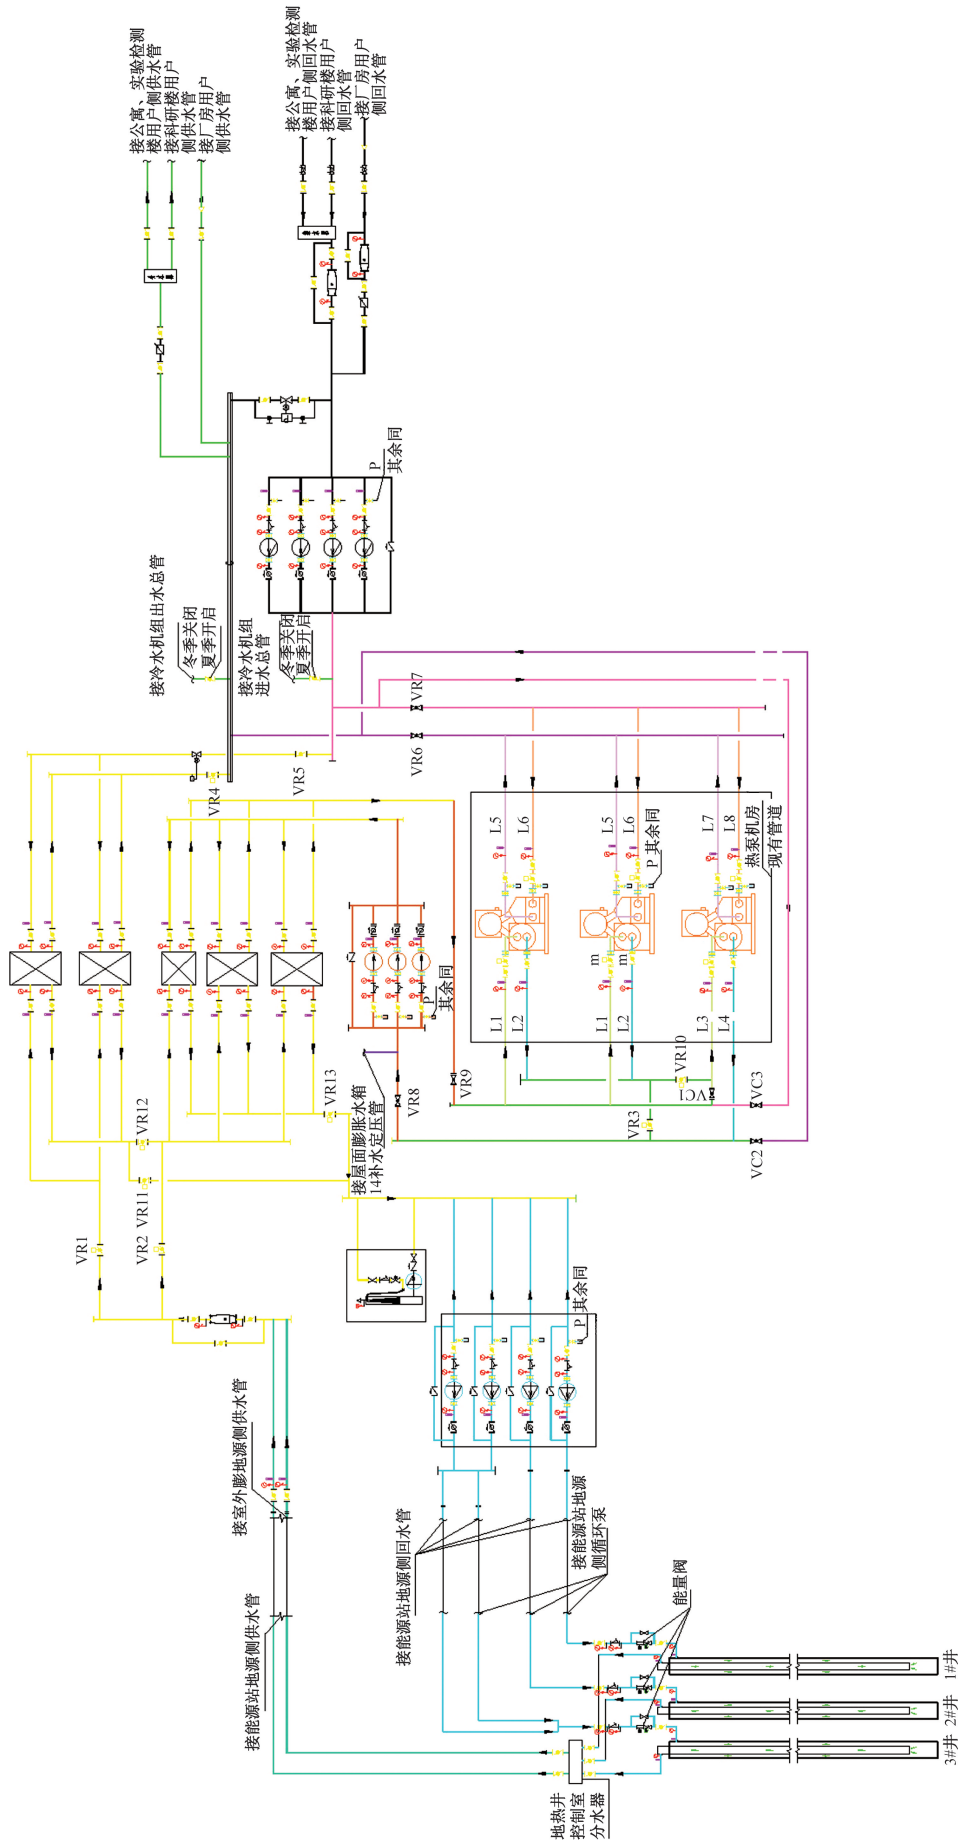 接公寓、实验检测
楼用户侧供水管
接科研楼用户
侧供水管
接厂房用户
侧供水管
接公寓、实验检测
楼用户侧回水管
接科研楼用户
侧回水管
接厂房用户
侧回水管
P
其余同
接冷水机组出水总管
冬季关闭
夏季开启
接冷水机组
进水总管
冬季关闭
夏季开启
VR7
VR6
VR5
VR4
L5
L6
L5
L6
L7
L8
P 其余同
热泵机房
现有管道
m
m
L1
L2
L1
L2
L3
L4
P
其余同
VR10
VC1
VC3
VR9
VR8
VR3
VC2
VR13
VR12
接屋面膨胀水箱
14补水定压管
VR11
VR1
VR2
P 其余同
接室外膨地源侧供水管
接能源站地源侧供水管
接能源站地源侧回水管
接能源站地源
侧循环泵
能量阀
地热井
控制室
分水器
1#井
2#井
3#井